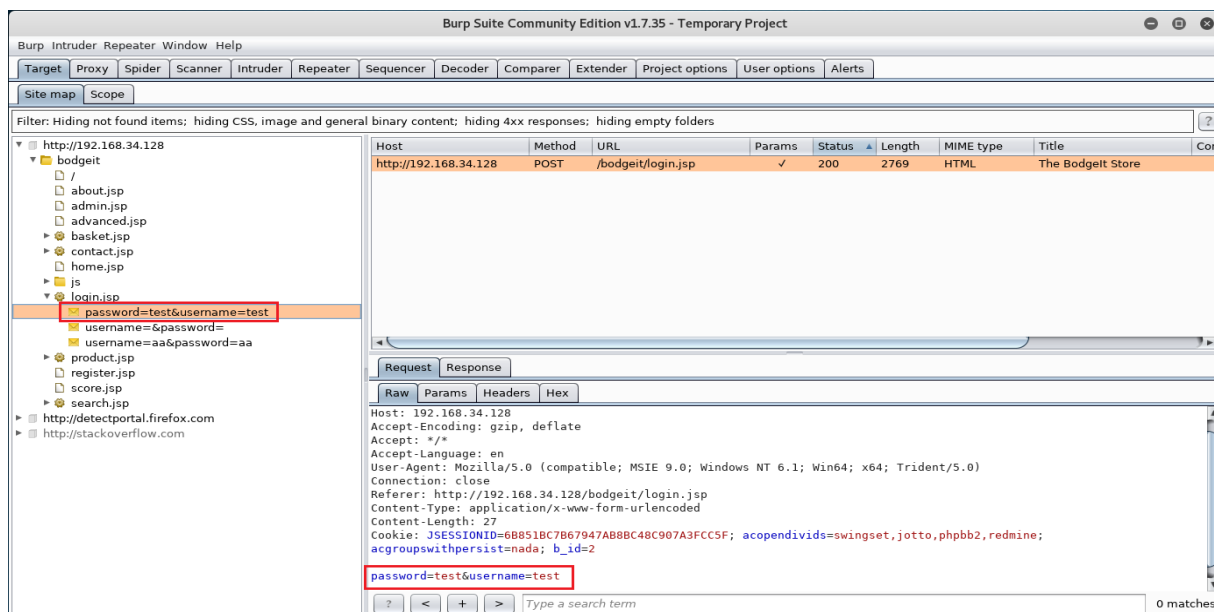 Burp Suite Community Edition v1.7.35 - Temporary Project
Burp Intruder Repeater Window Help
Target Proxy Spider Scanner Intruder Repeater Sequencer Decoder Comparer Extender Project options User options Alerts
Site map Scope
Filter: Hiding not found items; hiding CSS, image and general binary content; hiding 4xx responses; hiding empty folders ?
http://192.168.34.128
bodgeit
/
about.jsp
admin.jsp
advanced.jsp
basket.jsp
contact.jsp
home.jsp
js
login.jsp
password=test&username=test
username=&password=
username=aa&password=aa
product.jsp
register.jsp
score.jsp
search.jsp
http://detectportal.firefox.com
http://stackoverflow.com
Host Method URL Params Status Length MIME type Title
http://192.168.34.128 POST /bodgeit/login.jsp ✓ 200 2769 HTML The BodgeIt Store
Request Response
Raw Params Headers Hex
Host: 192.168.34.128
Accept-Encoding: gzip, deflate
Accept: */*
Accept-Language: en
User-Agent: Mozilla/5.0 (compatible; MSIE 9.0; Windows NT 6.1; Win64; x64; Trident/5.0)
Connection: close
Referer: http://192.168.34.128/bodgeit/login.jsp
Content-Type: application/x-www-form-urlencoded
Content-Length: 27
Cookie: JSESSIONID=6B851BC7B67947AB8BC48C907A3FCC5F; acopendivids=swingset,jotto,phpbb2,redmine;
acgroupswithpersist=nada; b_id=2
password=test&username=test
? < + > Type a search term 0 matches